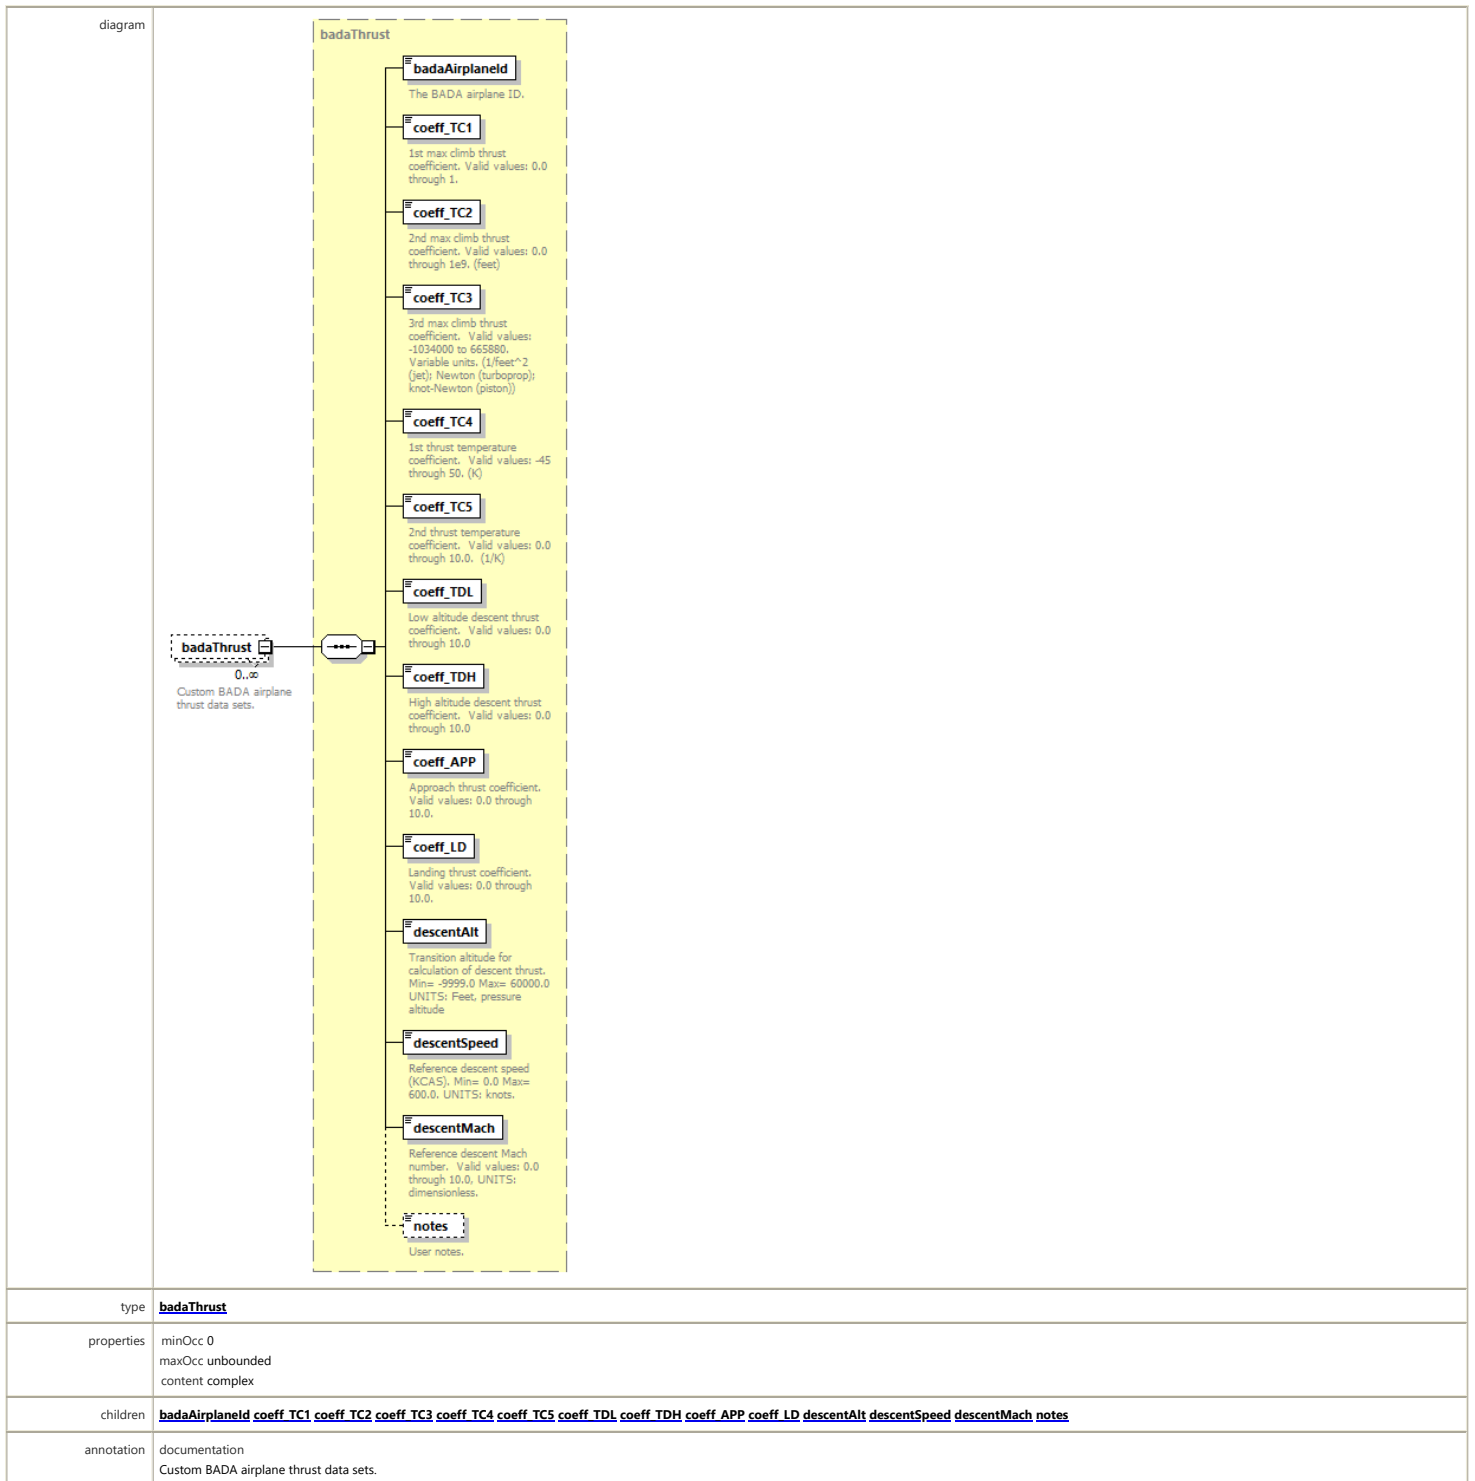 diagram
badaThrust
badaAirplaneId
The BADA airplane ID.
coeff_TC1
1st max climb thrust
coefficient. Valid values: 0.0
through 1.
coeff_TC2
2nd max climb thrust
coefficient. Valid values: 0.0
through 1e9. (feet)
coeff_TC3
3rd max climb thrust
coefficient.  Valid values:
-1034000 to 665880.
Variable units. (1/feet^2
(jet); Newton (turboprop);
knot-Newton (piston))
coeff_TC4
1st thrust temperature
coefficient.  Valid values: -45
through 50. (K)
coeff_TC5
2nd thrust temperature
coefficient.  Valid values: 0.0
through 10.0.  (1/K)
coeff_TDL
Low altitude descent thrust
coefficient.  Valid values: 0.0
through 10.0
badaThrust
0..∞
Custom BADA airplane
thrust data sets.
coeff_TDH
High altitude descent thrust
coefficient.  Valid values: 0.0
through 10.0
coeff_APP
Approach thrust coefficient.
Valid values: 0.0 through
10.0.
coeff_LD
Landing thrust coefficient.
Valid values: 0.0 through
10.0.
descentAlt
Transition altitude for
calculation of descent thrust.
Min= -9999.0 Max= 60000.0
UNITS: Feet, pressure
altitude
descentSpeed
Reference descent speed
(KCAS). Min= 0.0 Max=
600.0. UNITS: knots.
descentMach
Reference descent Mach
number.  Valid values: 0.0
through 10.0, UNITS:
dimensionless.
notes
User notes.
type badaThrust
properties minOcc 0
maxOcc unbounded
content complex
children badaAirplaneId coeff_TC1 coeff_TC2 coeff_TC3 coeff_TC4 coeff_TC5 coeff_TDL coeff_TDH coeff_APP coeff_LD descentAlt descentSpeed descentMach notes
annotation documentation
Custom BADA airplane thrust data sets.